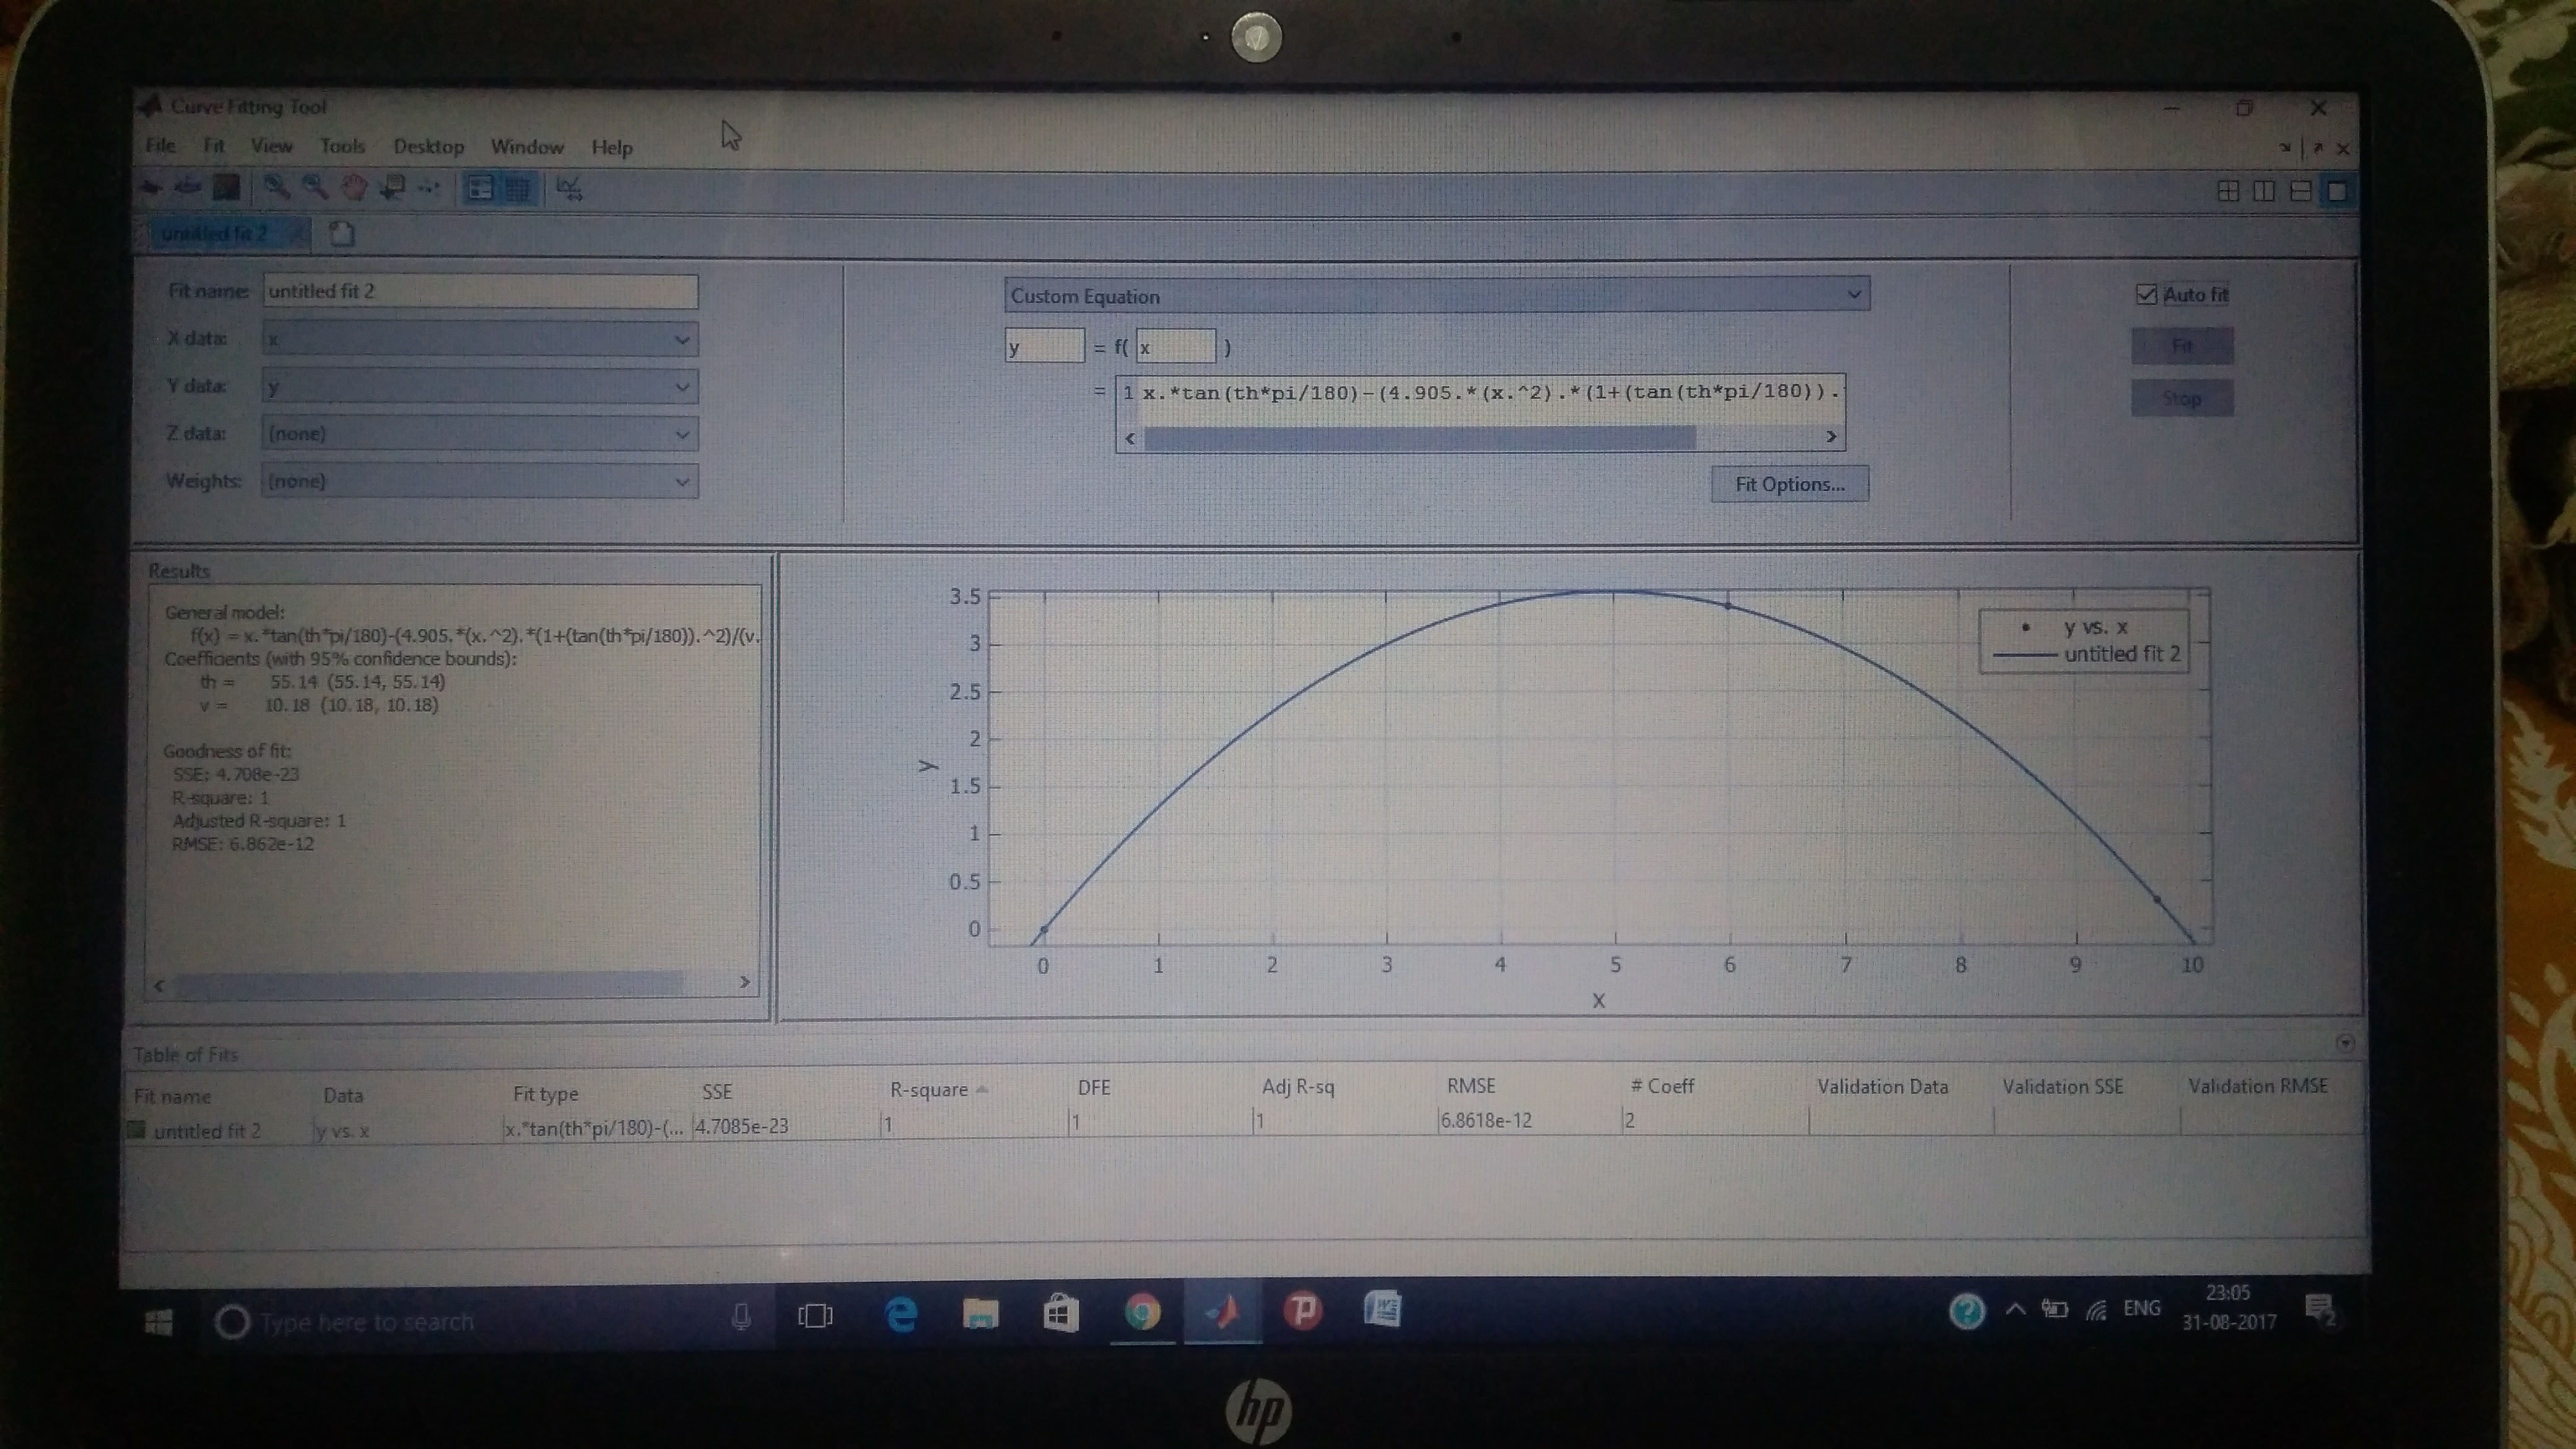 Curve Fitting Tool
File Fit View Tools Desktop Window Help
untitled fit 2
Fit name: untitled fit 2
X data: x
Y data: y
Z data: (none)
Weights: (none)
Custom Equation
y = f( x )
= 1 x.*tan(th*pi/180)-(4.905.*(x.^2).*(1+(tan(th*pi/180)).
Fit Options...
Auto fit
Fit
Stop
Results
General model:
f(x) = x.*tan(th*pi/180)-(4.905.*(x.^2).*(1+(tan(th*pi/180)).^2)/(v.
Coefficients (with 95% confidence bounds):
th = 55.14 (55.14, 55.14)
v = 10.18 (10.18, 10.18)
Goodness of fit:
SSE: 4.708e-23
R-square: 1
Adjusted R-square: 1
RMSE: 6.862e-12
3.5
3
2.5
2
1.5
1
0.5
0
y
0 1 2 3 4 5 6 7 8 9 10
x
y vs. x
untitled fit 2
Table of Fits
Fit name Data Fit type SSE R-square DFE Adj R-sq RMSE # Coeff Validation Data Validation SSE Validation RMSE
untitled fit 2 y vs. x x.*tan(th*pi/180)-(... 4.7085e-23 1 1 1 6.8618e-12 2
Type here to search
ENG
23:05
31-08-2017
2
hp